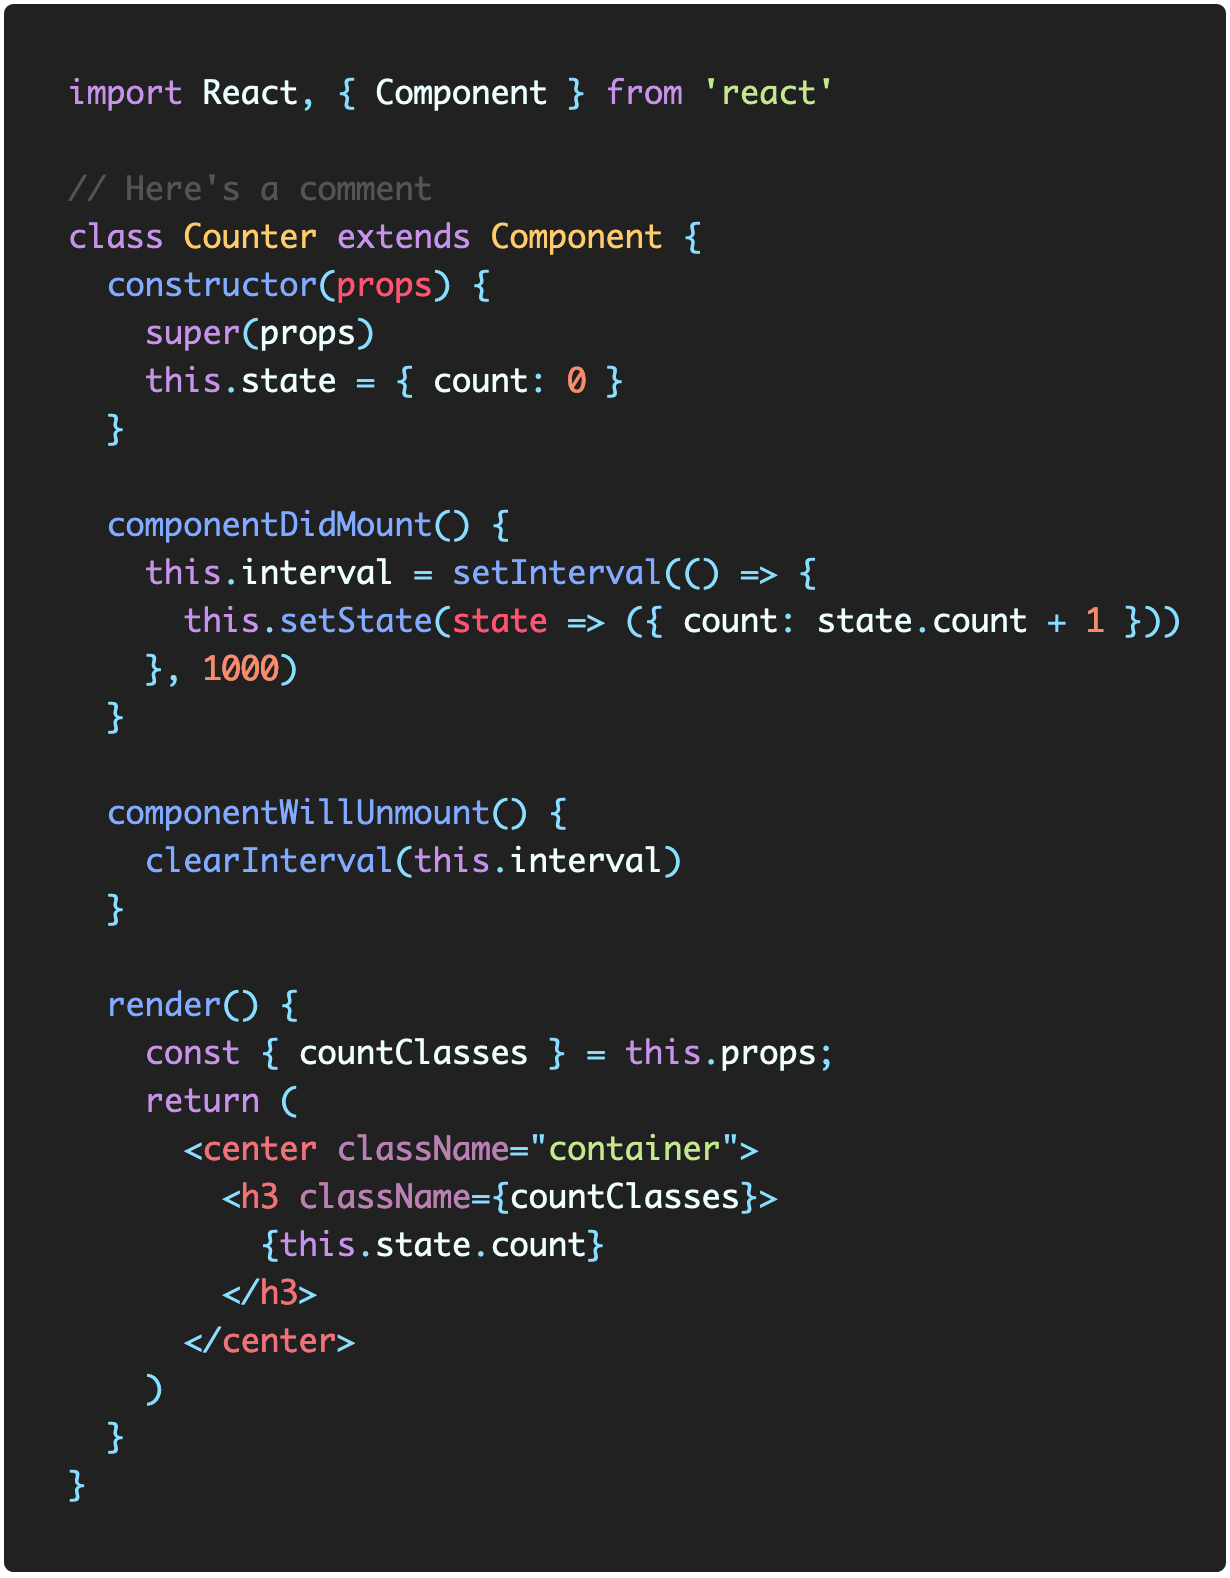 import React, { Component } from 'react'

// Here's a comment
class Counter extends Component {
  constructor(props) {
    super(props)
    this.state = { count: 0 }
  }

  componentDidMount() {
    this.interval = setInterval(() => {
      this.setState(state => ({ count: state.count + 1 }))
    }, 1000)
  }

  componentWillUnmount() {
    clearInterval(this.interval)
  }

  render() {
    const { countClasses } = this.props;
    return (
      <center className="container">
        <h3 className={countClasses}>
          {this.state.count}
        </h3>
      </center>
    )
  }
}